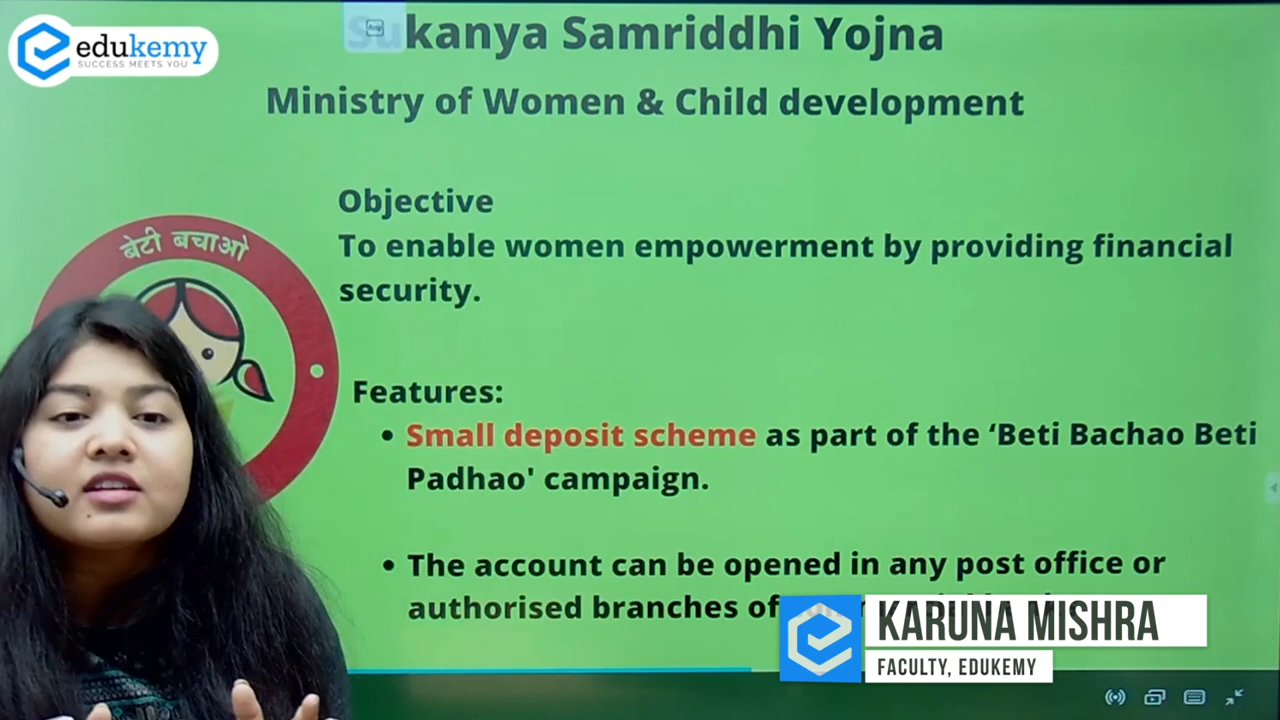 edukemy
SUCCESS MEETS YOU
Sukanya Samriddhi Yojna
Ministry of Women & Child development
Objective
To enable women empowerment by providing financial
security.
बेटी बचाओ
Features:
• Small deposit scheme as part of the ‘Beti Bachao Beti
Padhao' campaign.
• The account can be opened in any post office or
authorised branches of
KARUNA MISHRA
FACULTY, EDUKEMY